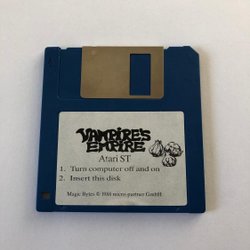 VAMPIRE'S
EMPIRE
Atari ST
1. Turn computer off and on
2. Insert this disk
Magic Bytes © 1988 micro-partner GmbH